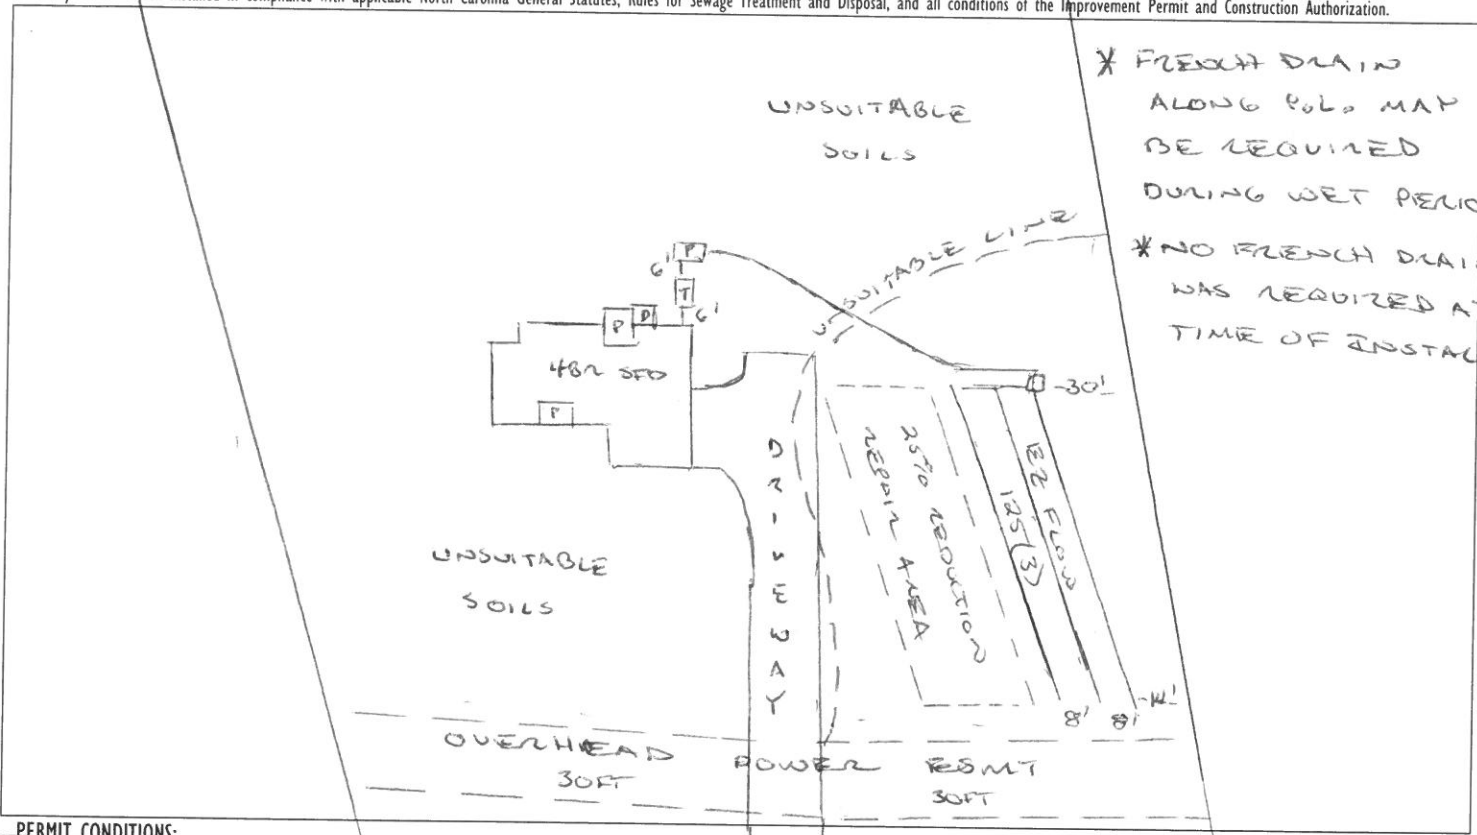 installed in compliance with applicable North Carolina General Statutes, Rules for Sewage Treatment and Disposal, and all conditions of the Improvement Permit and Construction Authorization.
* FRENCH DRAIN
ALONG P.L. MAY
BE REQUIRED
DURING WET PERIO
* NO FRENCH DRAIN
WAS REQUIRED AT
TIME OF INSTAL
UNSUITABLE
SOILS
UNSUITABLE LINE
P
6'
T
6'
P
D
4BR SFD
P
-30'
DRIVEWAY
25% REDUCTION
REPAIR AREA
EZ FLOW
125(3)
UNSUITABLE
SOILS
8'
8'
OVERHEAD POWER ESMT
30FT
30FT
PERMIT CONDITIONS: